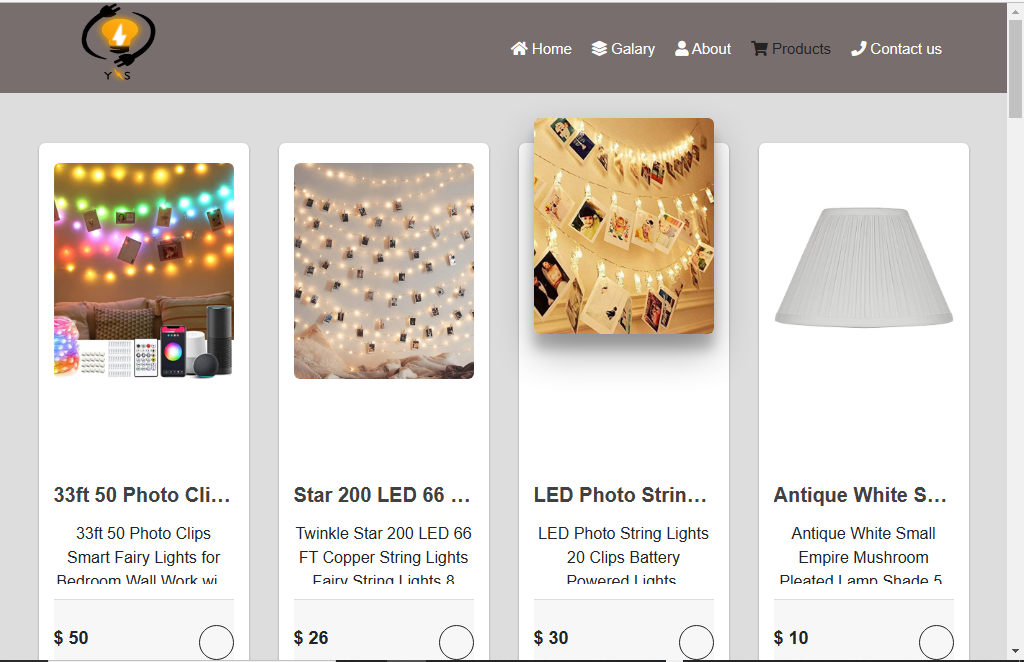 Y S
Home
Galary
About
Products
Contact us
33ft 50 Photo Cli...
33ft 50 Photo Clips
Smart Fairy Lights for
Bedroom Wall Work wi...
$ 50
Star 200 LED 66 ...
Twinkle Star 200 LED 66
FT Copper String Lights
Fairy String Lights 8
$ 26
LED Photo Strin...
LED Photo String Lights
20 Clips Battery
Powered Lights
$ 30
Antique White S...
Antique White Small
Empire Mushroom
Pleated Lamp Shade 5
$ 10